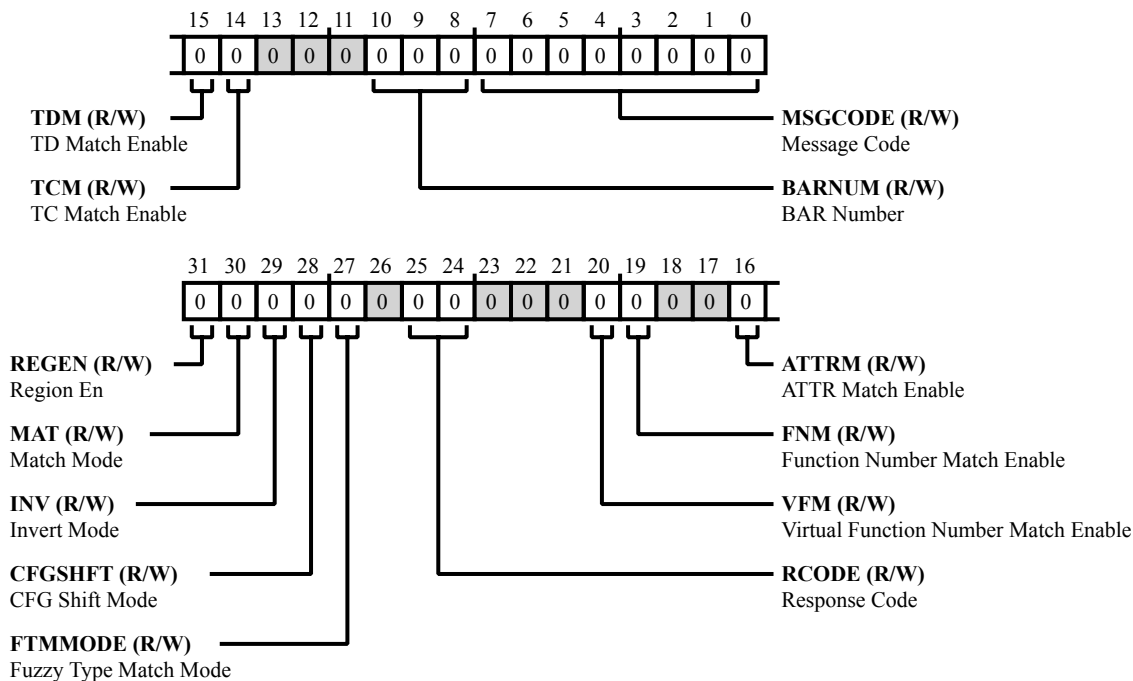 15 14 13 12 11 10 9 8 7 6 5 4 3 2 1 0
0 0 0 0 0 0 0 0 0 0 0 0 0 0 0 0
TDM (R/W)
TD Match Enable
TCM (R/W)
TC Match Enable
MSGCODE (R/W)
Message Code
BARNUM (R/W)
BAR Number
31 30 29 28 27 26 25 24 23 22 21 20 19 18 17 16
0 0 0 0 0 0 0 0 0 0 0 0 0 0 0 0
REGEN (R/W)
Region En
MAT (R/W)
Match Mode
INV (R/W)
Invert Mode
CFGSHFT (R/W)
CFG Shift Mode
FTMMODE (R/W)
Fuzzy Type Match Mode
ATTRM (R/W)
ATTR Match Enable
FNM (R/W)
Function Number Match Enable
VFM (R/W)
Virtual Function Number Match Enable
RCODE (R/W)
Response Code